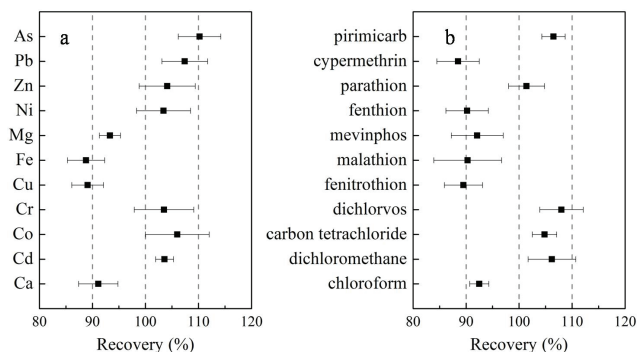 a
As
Pb
Zn
Ni
Mg
Fe
Cu
Cr
Co
Cd
Ca
80 90 100 110 120
Recovery (%)
b
pirimicarb
cypermethrin
parathion
fenthion
mevinphos
malathion
fenitrothion
dichlorvos
carbon tetrachloride
dichloromethane
chloroform
80 90 100 110 120
Recovery (%)